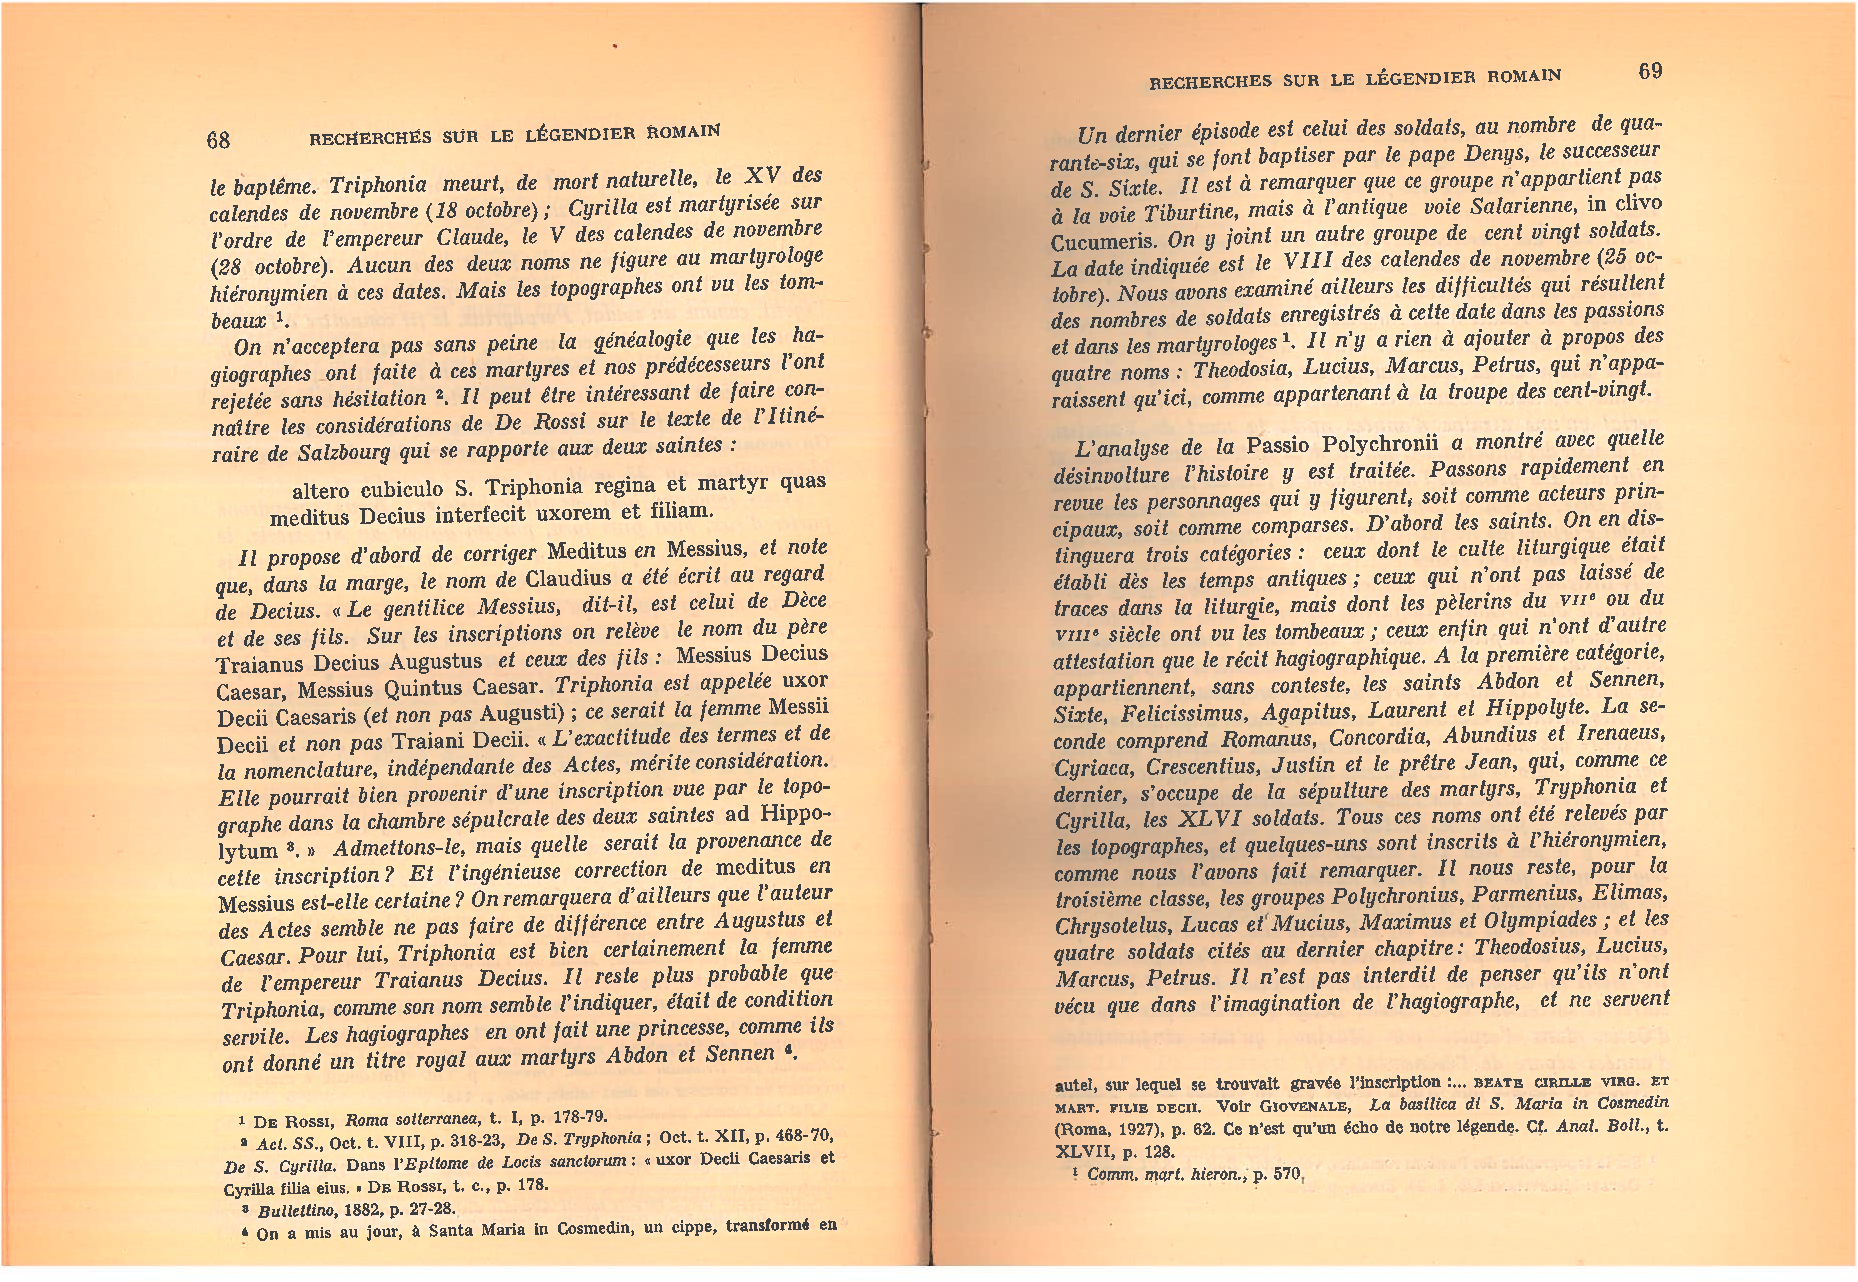 68 RECHERCHES SUR LE LÉGENDIER ROMAIN
le baptême. Triphonia meurt, de mort naturelle, le XV des
calendes de novembre (18 octobre) ; Cyrilla est martyrisée sur
l'ordre de l'empereur Claude, le V des calendes de novembre
(28 octobre). Aucun des deux noms ne figure au martyrologe
hiéronymien à ces dates. Mais les topographes ont vu les tom-
beaux ¹.
On n'acceptera pas sans peine la généalogie que les ha-
giographes ont faite à ces martyres et nos prédécesseurs l'ont
rejetée sans hésitation ². Il peut être intéressant de faire con-
naître les considérations de De Rossi sur le texte de l'Itiné-
raire de Salzbourg qui se rapporte aux deux saintes :
altero cubiculo S. Triphonia regina et martyr quas
meditus Decius interfecit uxorem et filiam.
Il propose d'abord de corriger Meditus en Messius, et note
que, dans la marge, le nom de Claudius a été écrit au regard
de Decius. « Le gentilice Messius, dit-il, est celui de Dèce
et de ses fils. Sur les inscriptions on relève le nom du père
Traianus Decius Augustus et ceux des fils : Messius Decius
Caesar, Messius Quintus Caesar. Triphonia est appelée uxor
Decii Caesaris (et non pas Augusti) ; ce serait la femme Messii
Decii et non pas Traiani Decii. « L'exactitude des termes et de
la nomenclature, indépendante des Actes, mérite considération.
Elle pourrait bien provenir d'une inscription vue par le topo-
graphe dans la chambre sépulcrale des deux saintes ad Hippo-
lytum ³. » Admettons-le, mais quelle serait la provenance de
cette inscription ? Et l'ingénieuse correction de meditus en
Messius est-elle certaine ? On remarquera d'ailleurs que l'auteur
des Actes semble ne pas faire de différence entre Augustus et
Caesar. Pour lui, Triphonia est bien certainement la femme
de l'empereur Traianus Decius. Il reste plus probable que
Triphonia, comme son nom semble l'indiquer, était de condition
servile. Les hagiographes en ont fait une princesse, comme ils
ont donné un titre royal aux martyrs Abdon et Sennen ⁴.
¹ DE ROSSI, Roma sotterranea, t. I, p. 178-79.
² Act. SS., Oct. t. VIII, p. 318-23, De S. Tryphonia ; Oct. t. XII, p. 468-70,
De S. Cyrilla. Dans l'Epitome de Locis sanctorum : « uxor Decii Caesaris et
Cyrilla filia eius. » DE ROSSI, t. c., p. 178.
³ Bullettino, 1882, p. 27-28.
⁴ On a mis au jour, à Santa Maria in Cosmedin, un cippe, transformé en
RECHERCHES SUR LE LÉGENDIER ROMAIN 69
Un dernier épisode est celui des soldats, au nombre de qua-
rante-six, qui se font baptiser par le pape Denys, le successeur
de S. Sixte. Il est à remarquer que ce groupe n'appartient pas
à la voie Tiburtine, mais à l'antique voie Salarienne, in clivo
Cucumeris. On y joint un autre groupe de cent vingt soldats.
La date indiquée est le VIII des calendes de novembre (25 oc-
tobre). Nous avons examiné ailleurs les difficultés qui résultent
des nombres de soldats enregistrés à cette date dans les passions
et dans les martyrologes ¹. Il n'y a rien à ajouter à propos des
quatre noms : Theodosia, Lucius, Marcus, Petrus, qui n'appa-
raissent qu'ici, comme appartenant à la troupe des cent-vingt.
L'analyse de la Passio Polychronii a montré avec quelle
désinvolture l'histoire y est traitée. Passons rapidement en
revue les personnages qui y figurent, soit comme acteurs prin-
cipaux, soit comme comparses. D'abord les saints. On en dis-
tinguera trois catégories : ceux dont le culte liturgique était
établi dès les temps antiques ; ceux qui n'ont pas laissé de
traces dans la liturgie, mais dont les pèlerins du VIIᵉ ou du
VIIIᵉ siècle ont vu les tombeaux ; ceux enfin qui n'ont d'autre
attestation que le récit hagiographique. A la première catégorie,
appartiennent, sans conteste, les saints Abdon et Sennen,
Sixte, Felicissimus, Agapitus, Laurent et Hippolyte. La se-
conde comprend Romanus, Concordia, Abundius et Irenaeus,
Cyriaca, Crescentius, Justin et le prêtre Jean, qui, comme ce
dernier, s'occupe de la sépulture des martyrs, Tryphonia et
Cyrilla, les XLVI soldats. Tous ces noms ont été relevés par
les topographes, et quelques-uns sont inscrits à l'hiéronymien,
comme nous l'avons fait remarquer. Il nous reste, pour la
troisième classe, les groupes Polychronius, Parmenius, Elimas,
Chrysotelus, Lucas et Mucius, Maximus et Olympiades ; et les
quatre soldats cités au dernier chapitre : Theodosius, Lucius,
Marcus, Petrus. Il n'est pas interdit de penser qu'ils n'ont
vécu que dans l'imagination de l'hagiographe, et ne servent
autel, sur lequel se trouvait gravée l'inscription :... BEATE CIRILLE VIRG. ET
MART. FILIE DECII. Voir GIOVENALE, La basilica di S. Maria in Cosmedin
(Roma, 1927), p. 62. Ce n'est qu'un écho de notre légende. Cf. Anal. Boll., t.
XLVII, p. 128.
¹ Comm. mart. hieron., p. 570.